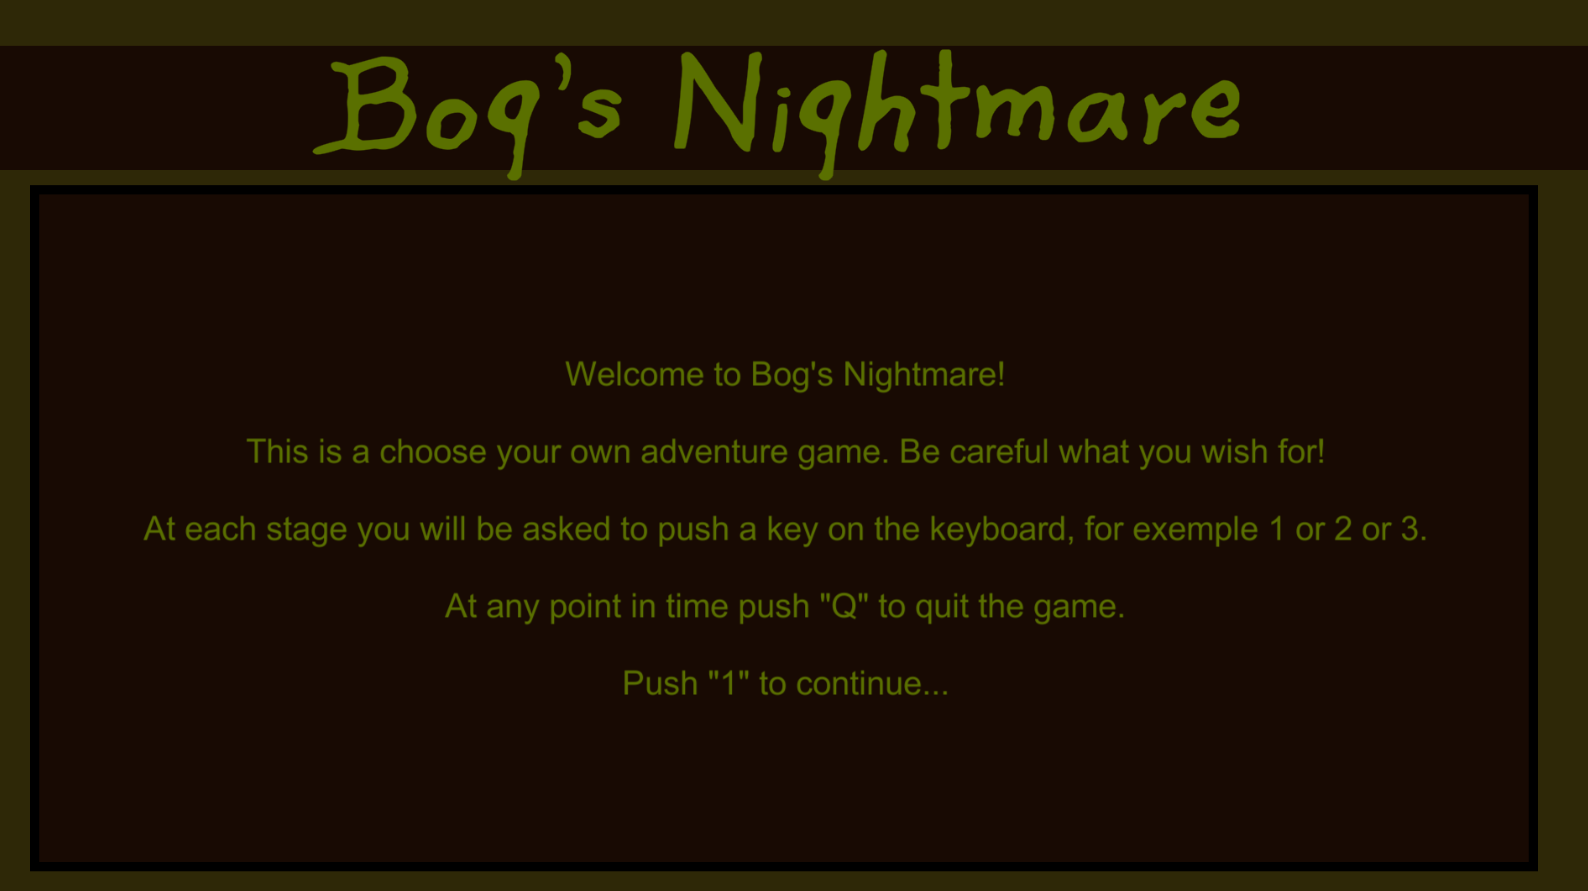 Bog's Nightmare
Welcome to Bog's Nightmare!
This is a choose your own adventure game. Be careful what you wish for!
At each stage you will be asked to push a key on the keyboard, for exemple 1 or 2 or 3.
At any point in time push "Q" to quit the game.
Push "1" to continue...